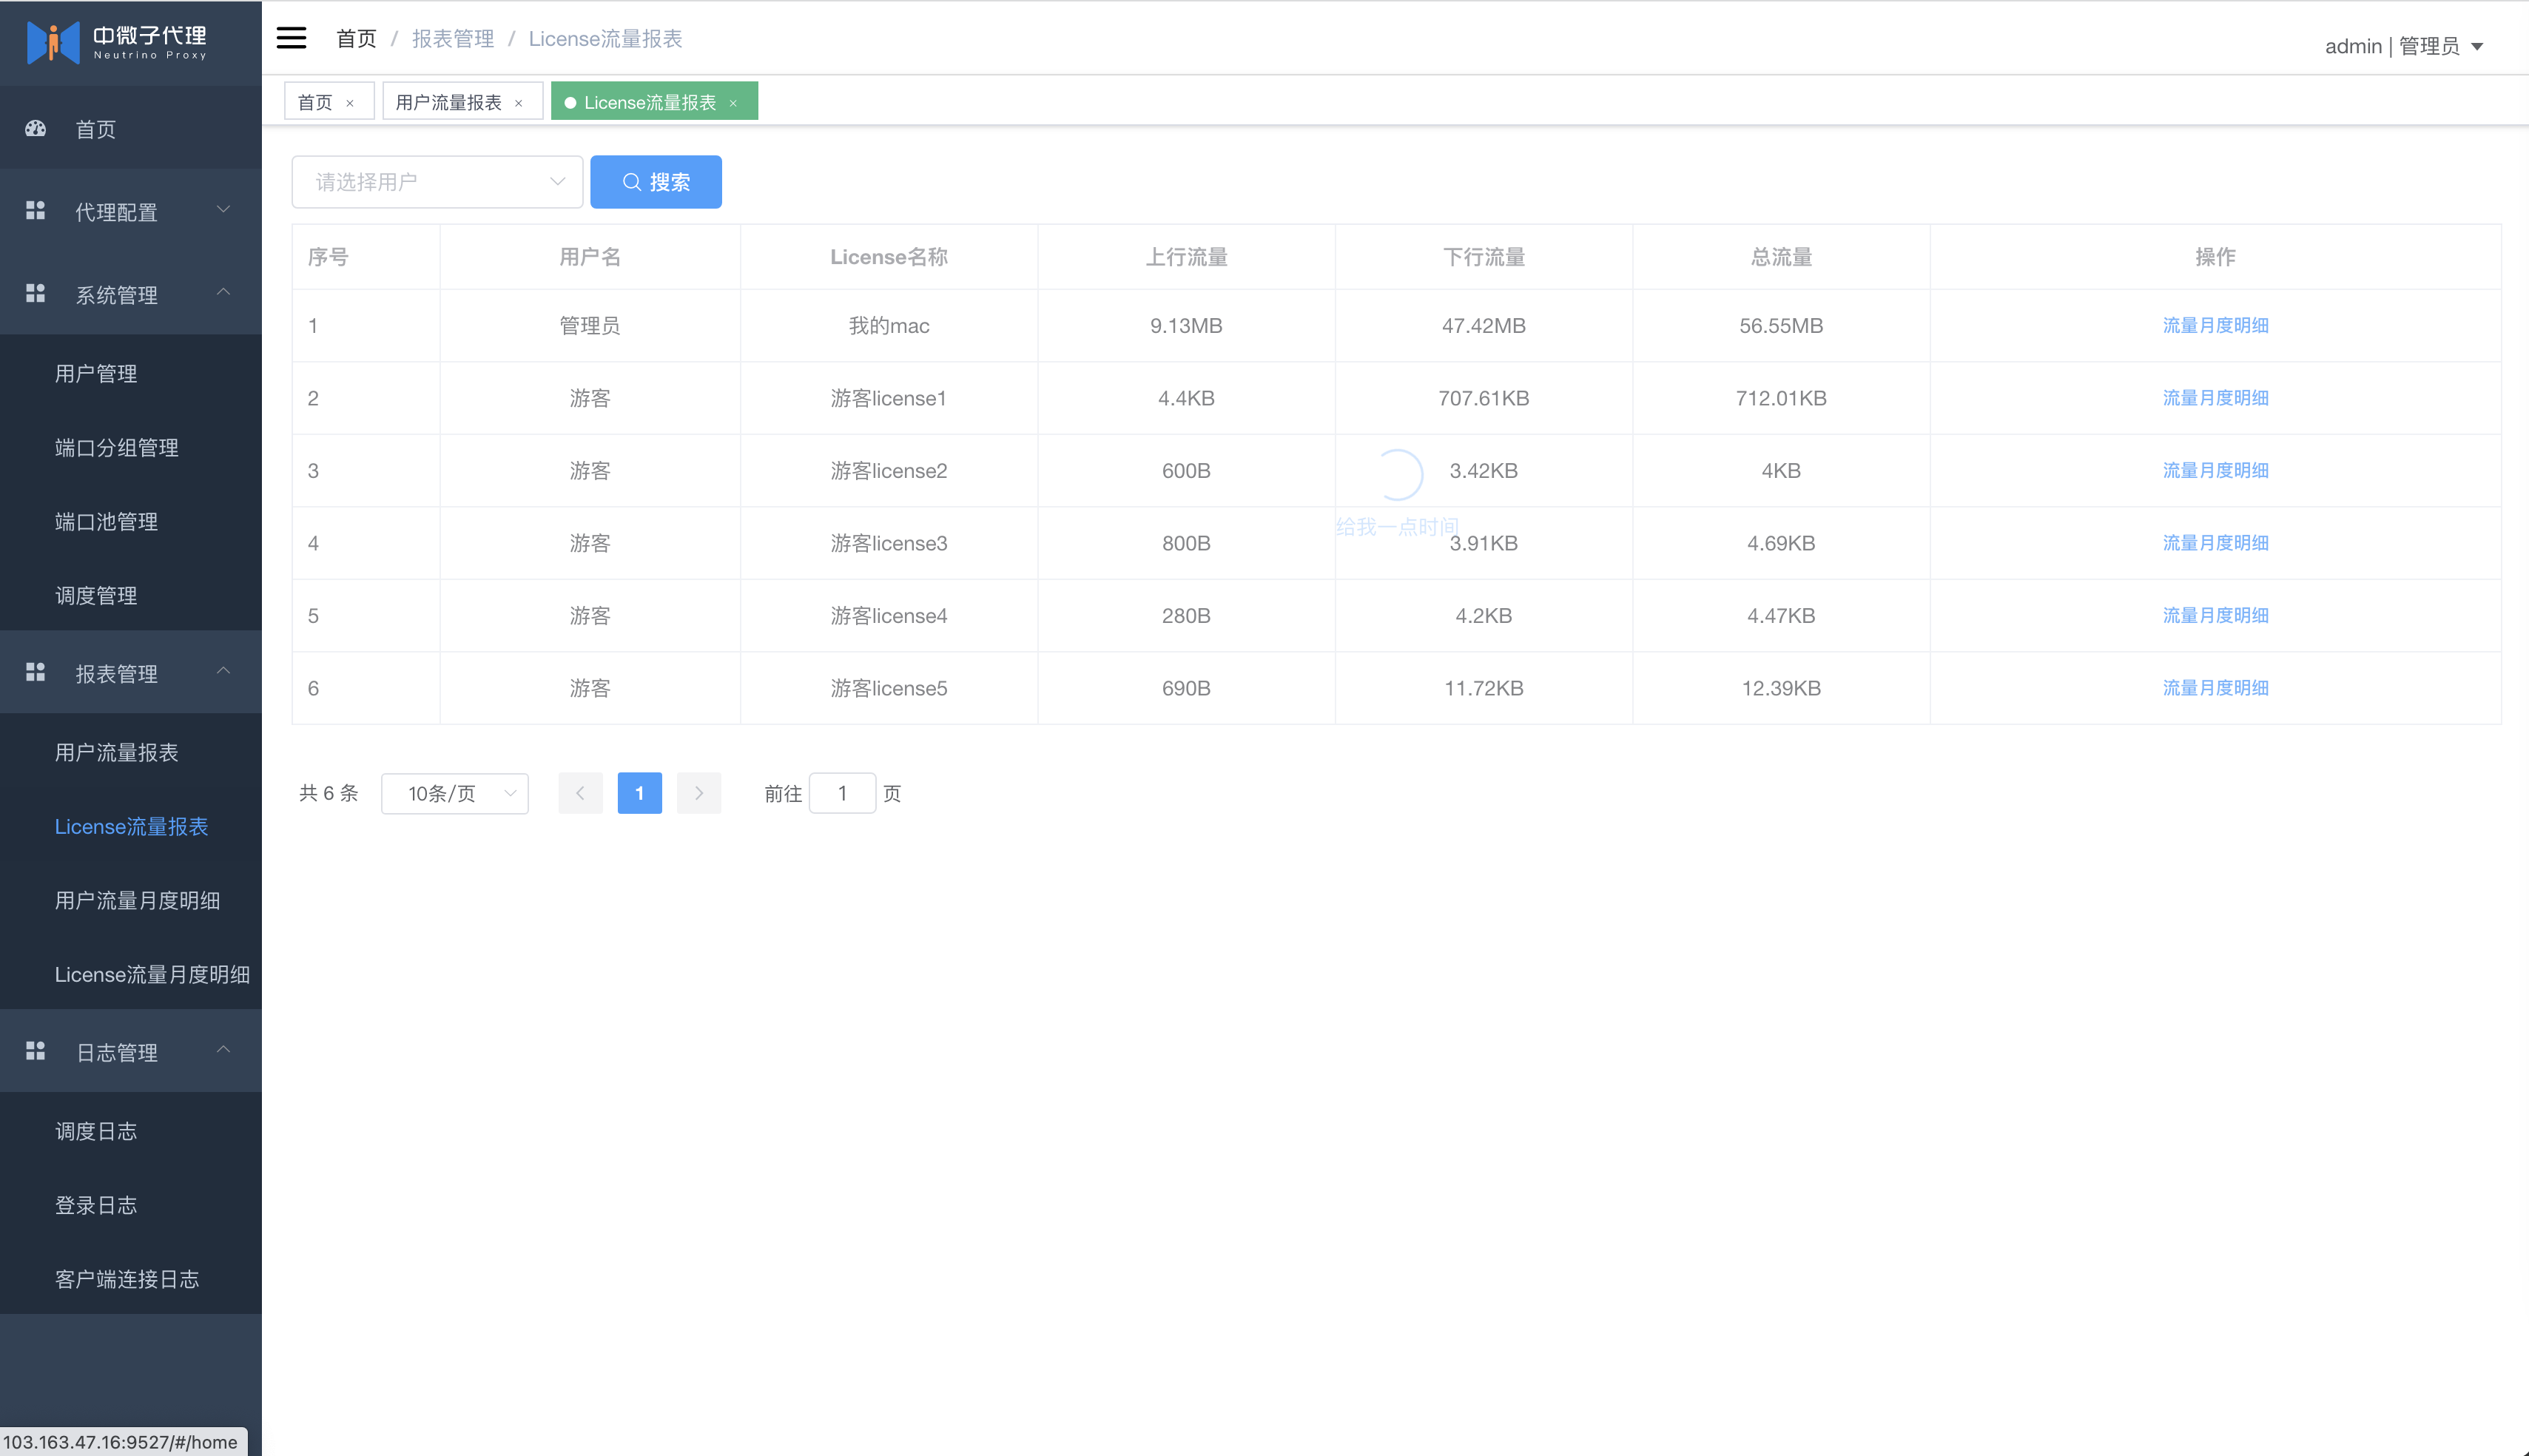 中微子代理
Neutrino Proxy
首页 / 报表管理 / License流量报表
admin | 管理员
首页 × 用户流量报表 × License流量报表 ×
首页
代理配置
系统管理
用户管理
端口分组管理
端口池管理
调度管理
报表管理
用户流量报表
License流量报表
用户流量月度明细
License流量月度明细
日志管理
调度日志
登录日志
客户端连接日志
请选择用户 搜索
序号 用户名 License名称 上行流量 下行流量 总流量 操作
1 管理员 我的mac 9.13MB 47.42MB 56.55MB 流量月度明细
2 游客 游客license1 4.4KB 707.61KB 712.01KB 流量月度明细
3 游客 游客license2 600B 3.42KB 4KB 流量月度明细
给我一点时间
4 游客 游客license3 800B 3.91KB 4.69KB 流量月度明细
5 游客 游客license4 280B 4.2KB 4.47KB 流量月度明细
6 游客 游客license5 690B 11.72KB 12.39KB 流量月度明细
共 6 条 10条/页 1 前往 1 页
103.163.47.16:9527/#/home